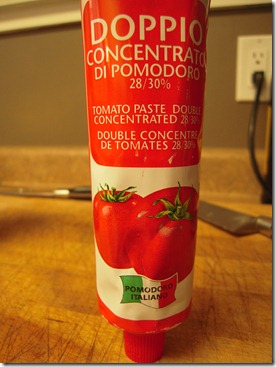 DOPPIO
CONCENTRATO
DI POMODORO
28/30%
TOMATO PASTE DOUBLE
CONCENTRATED 28/30%
DOUBLE CONCENTRE
DE TOMATES 28/30%
POMODORO
ITALIANO